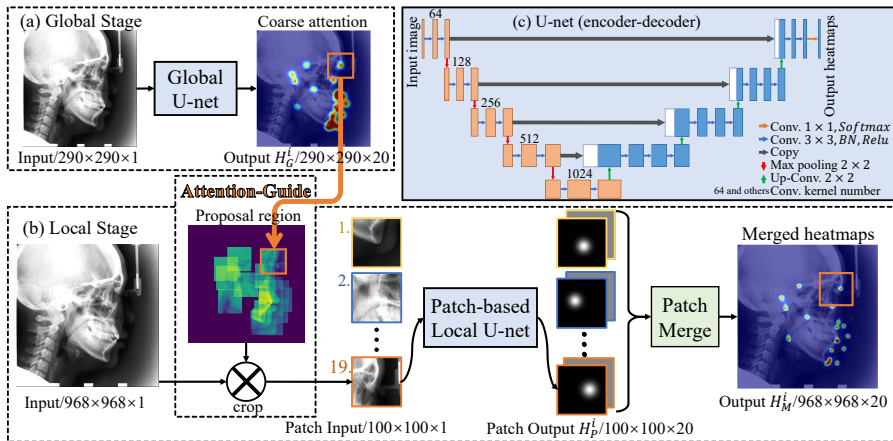 (a) Global Stage
Coarse attention
Global
U-net
Input/290×290×1
Output H_G^i/290×290×20
(c) U-net (encoder-decoder)
Input image
64
128
256
512
1024
Output heatmaps
Conv. 1 × 1, Softmax
Conv. 3 × 3, BN, Relu
Copy
Max pooling 2 × 2
Up-Conv. 2 × 2
64 and others Conv. kernel number
Attention-Guide
(b) Local Stage
Proposal region
Input/968×968×1
crop
1.
2.
19.
Patch Input/100×100×1
Patch-based
Local U-net
Patch Output H_P^i/100×100×20
Patch
Merge
Merged heatmaps
Output H_M^i/968×968×20